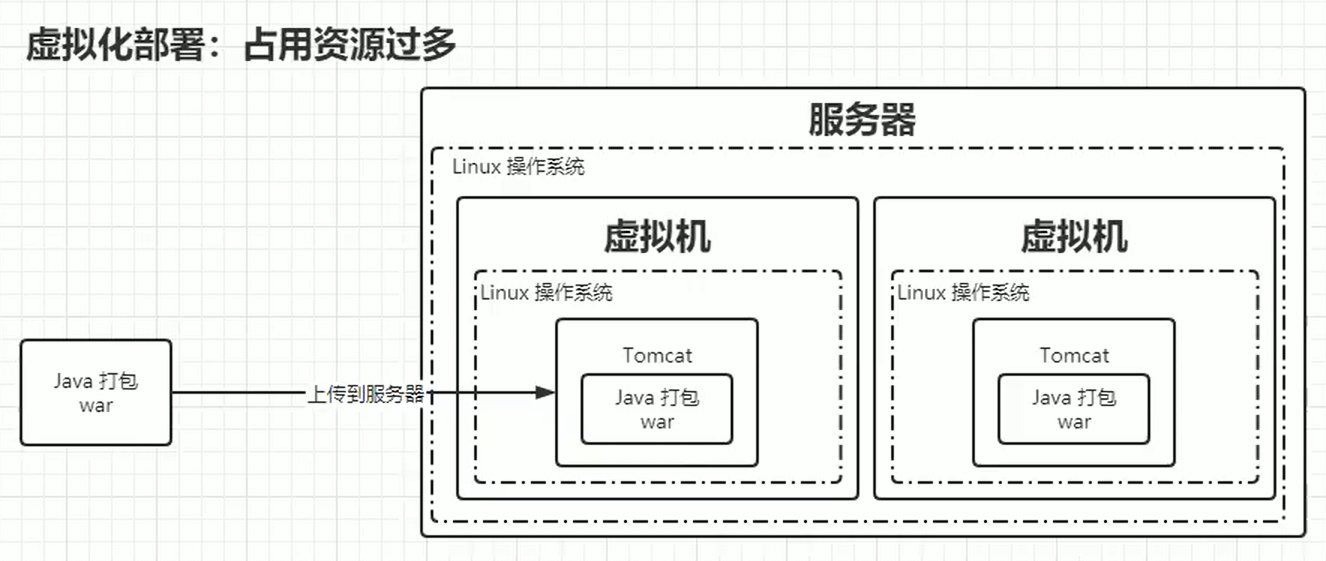 虚拟化部署：占用资源过多
服务器
Linux 操作系统
虚拟机
虚拟机
Linux 操作系统
Linux 操作系统
Tomcat
Tomcat
Java 打包
war
上传到服务器
Java 打包
war
Java 打包
war